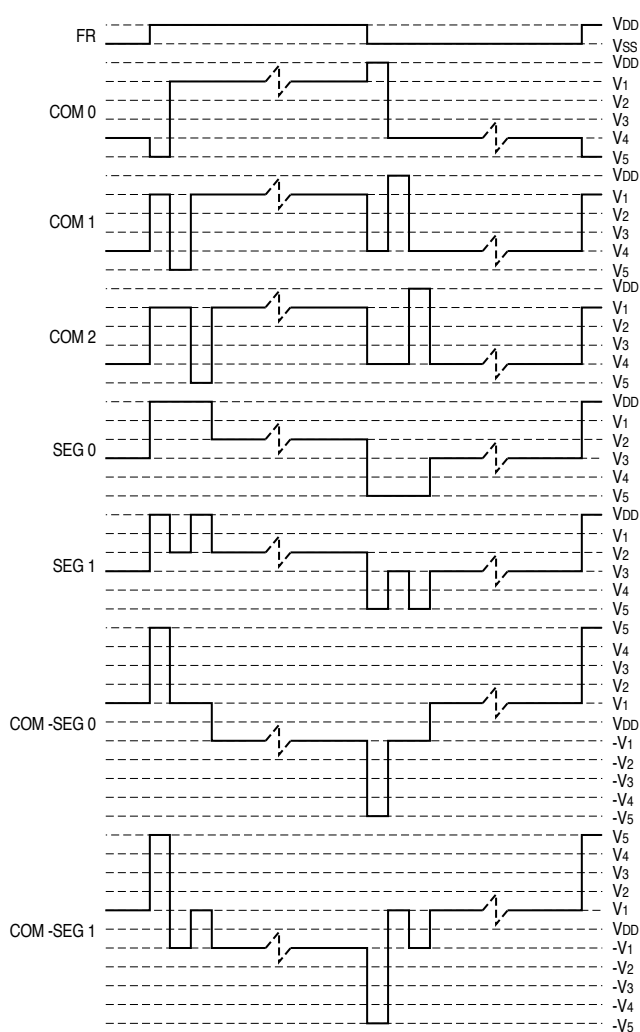 FR
VDD
VSS
COM 0
VDD
V1
V2
V3
V4
V5
COM 1
VDD
V1
V2
V3
V4
V5
COM 2
VDD
V1
V2
V3
V4
V5
SEG 0
VDD
V1
V2
V3
V4
V5
SEG 1
VDD
V1
V2
V3
V4
V5
COM -SEG 0
V5
V4
V3
V2
V1
VDD
-V1
-V2
-V3
-V4
-V5
COM -SEG 1
V5
V4
V3
V2
V1
VDD
-V1
-V2
-V3
-V4
-V5